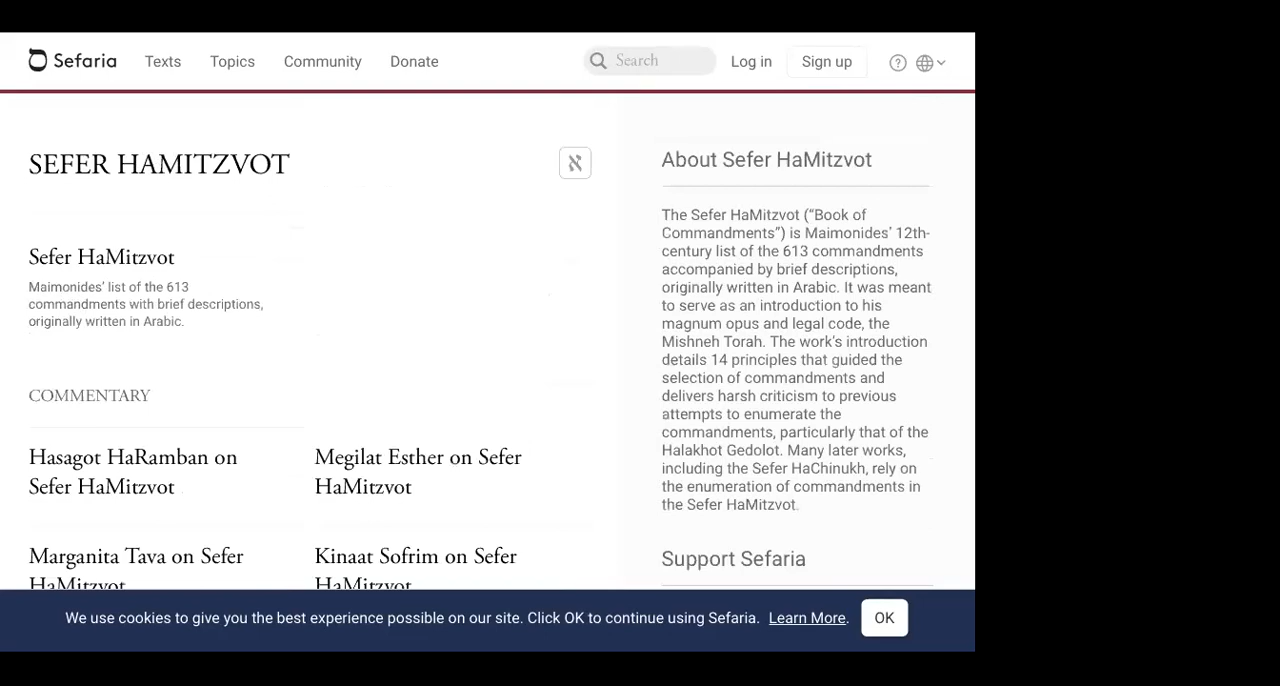 Sefaria Texts Topics Community Donate Search Log in Sign up
SEFER HAMITZVOT
א
Sefer HaMitzvot
Maimonides’ list of the 613
commandments with brief descriptions,
originally written in Arabic.
COMMENTARY
Hasagot HaRamban on
Sefer HaMitzvot
Megilat Esther on Sefer
HaMitzvot
Marganita Tava on Sefer
HaMitzvot
Kinaat Sofrim on Sefer
HaMitzvot
About Sefer HaMitzvot
The Sefer HaMitzvot (“Book of
Commandments”) is Maimonides’ 12th-
century list of the 613 commandments
accompanied by brief descriptions,
originally written in Arabic. It was meant
to serve as an introduction to his
magnum opus and legal code, the
Mishneh Torah. The work's introduction
details 14 principles that guided the
selection of commandments and
delivers harsh criticism to previous
attempts to enumerate the
commandments, particularly that of the
Halakhot Gedolot. Many later works,
including the Sefer HaChinukh, rely on
the enumeration of commandments in
the Sefer HaMitzvot.
Support Sefaria
We use cookies to give you the best experience possible on our site. Click OK to continue using Sefaria. Learn More. OK